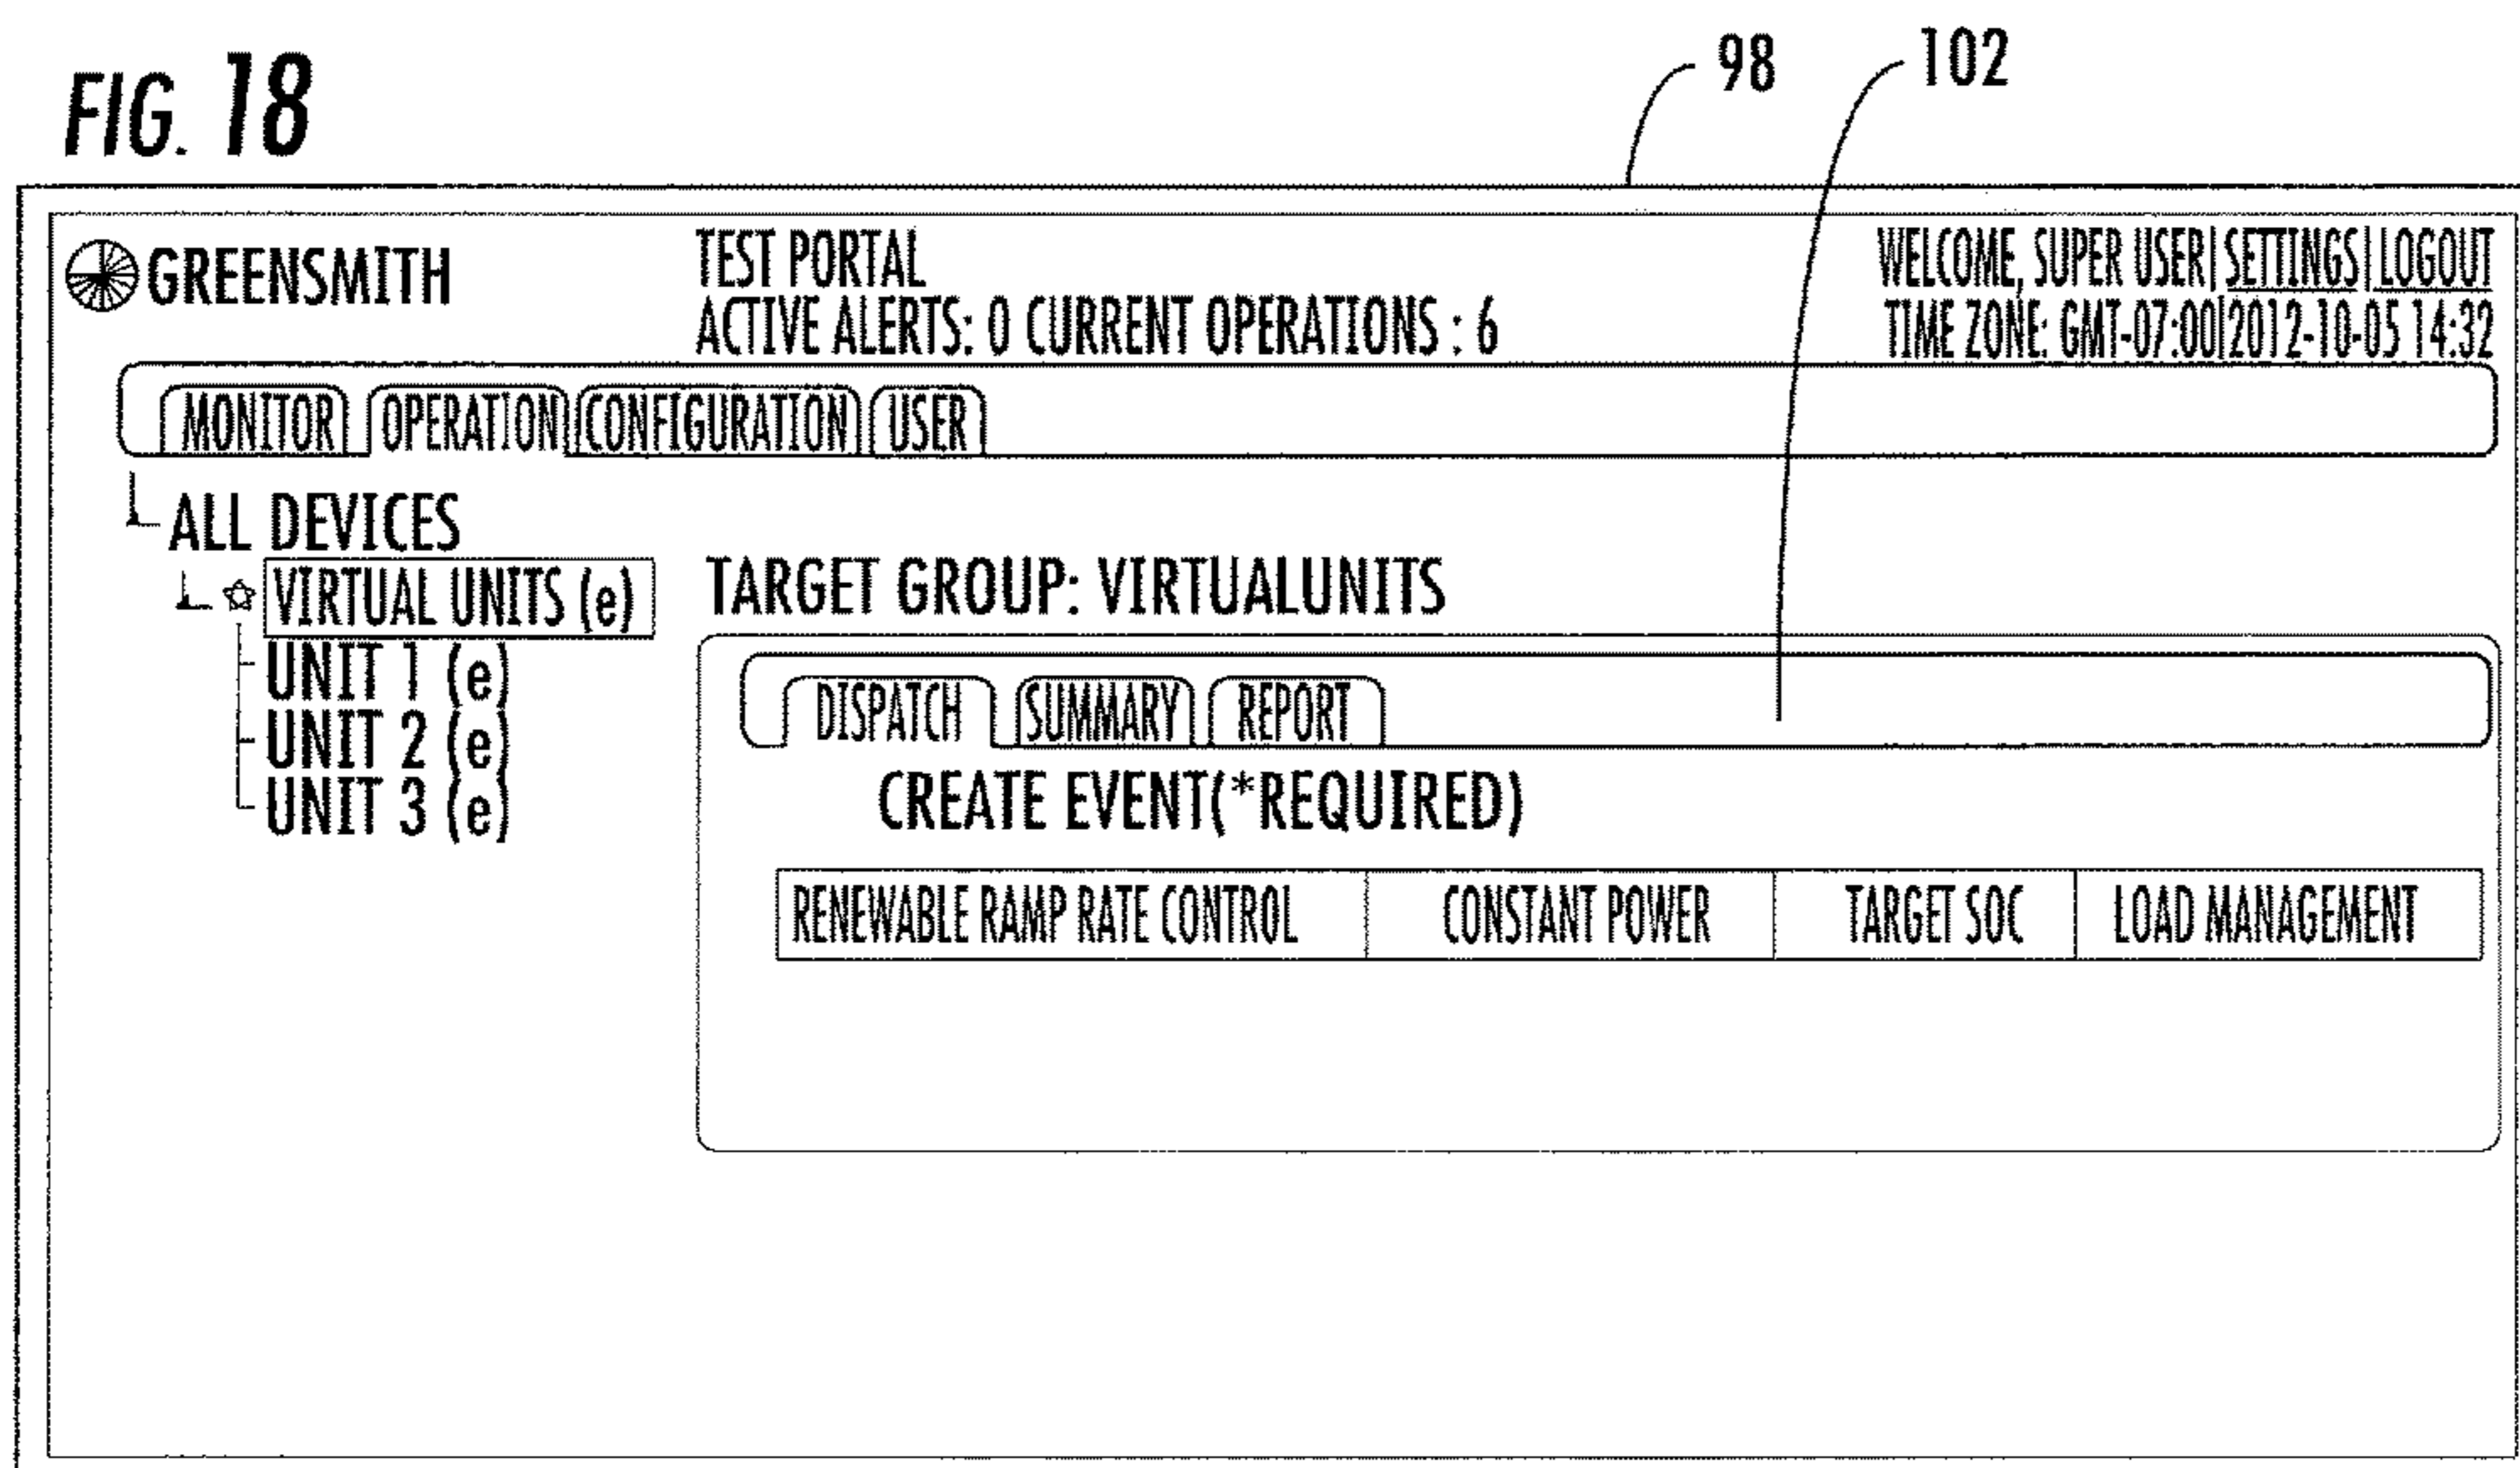 FIG. 18
98
102
GREENSMITH
TEST PORTAL
ACTIVE ALERTS: 0 CURRENT OPERATIONS : 6
WELCOME, SUPER USER|SETTINGS|LOGOUT
TIME ZONE: GMT-07:00|2012-10-05 14:32
MONITOR OPERATION CONFIGURATION USER
ALL DEVICES
VIRTUAL UNITS (e)
UNIT 1 (e)
UNIT 2 (e)
UNIT 3 (e)
TARGET GROUP: VIRTUALUNITS
DISPATCH SUMMARY REPORT
CREATE EVENT(*REQUIRED)
RENEWABLE RAMP RATE CONTROL CONSTANT POWER TARGET SOC LOAD MANAGEMENT